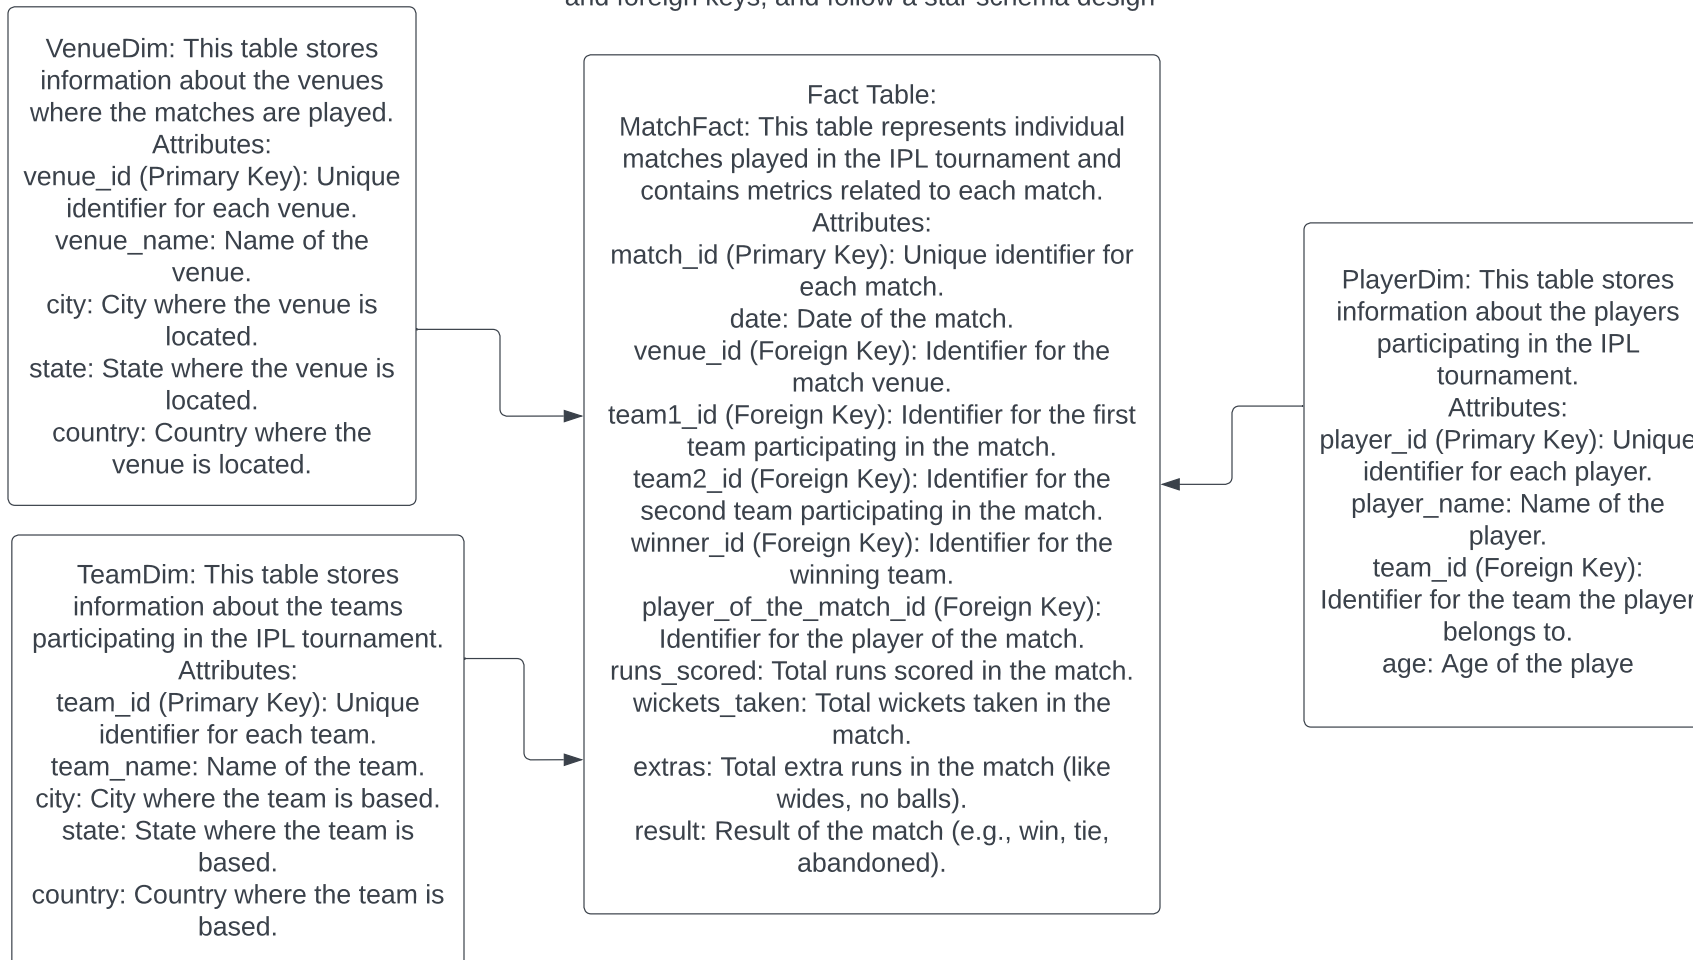 and foreign keys, and follow a star schema design
VenueDim: This table stores
information about the venues
where the matches are played.
Attributes:
venue_id (Primary Key): Unique
identifier for each venue.
venue_name: Name of the
venue.
city: City where the venue is
located.
state: State where the venue is
located.
country: Country where the
venue is located.
TeamDim: This table stores
information about the teams
participating in the IPL tournament.
Attributes:
team_id (Primary Key): Unique
identifier for each team.
team_name: Name of the team.
city: City where the team is based.
state: State where the team is
based.
country: Country where the team is
based.
Fact Table:
MatchFact: This table represents individual
matches played in the IPL tournament and
contains metrics related to each match.
Attributes:
match_id (Primary Key): Unique identifier for
each match.
date: Date of the match.
venue_id (Foreign Key): Identifier for the
match venue.
team1_id (Foreign Key): Identifier for the first
team participating in the match.
team2_id (Foreign Key): Identifier for the
second team participating in the match.
winner_id (Foreign Key): Identifier for the
winning team.
player_of_the_match_id (Foreign Key):
Identifier for the player of the match.
runs_scored: Total runs scored in the match.
wickets_taken: Total wickets taken in the
match.
extras: Total extra runs in the match (like
wides, no balls).
result: Result of the match (e.g., win, tie,
abandoned).
PlayerDim: This table stores
information about the players
participating in the IPL
tournament.
Attributes:
player_id (Primary Key): Unique
identifier for each player.
player_name: Name of the
player.
team_id (Foreign Key):
Identifier for the team the player
belongs to.
age: Age of the playe